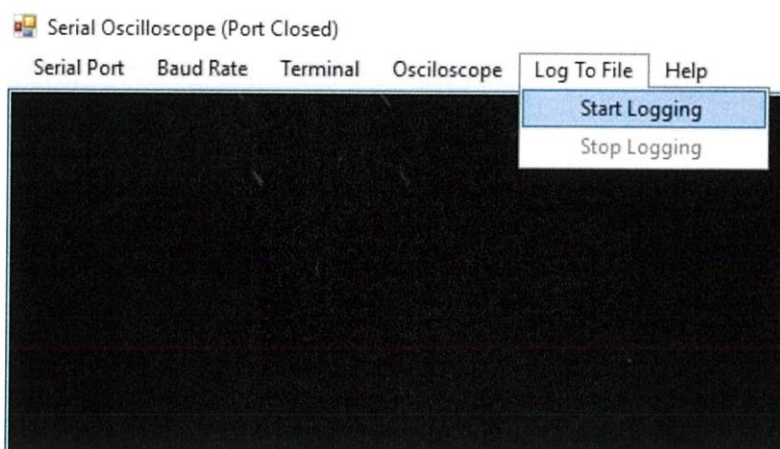 Serial Oscilloscope (Port Closed)
Serial Port Baud Rate Terminal Osciloscope Log To File Help
Start Logging
Stop Logging